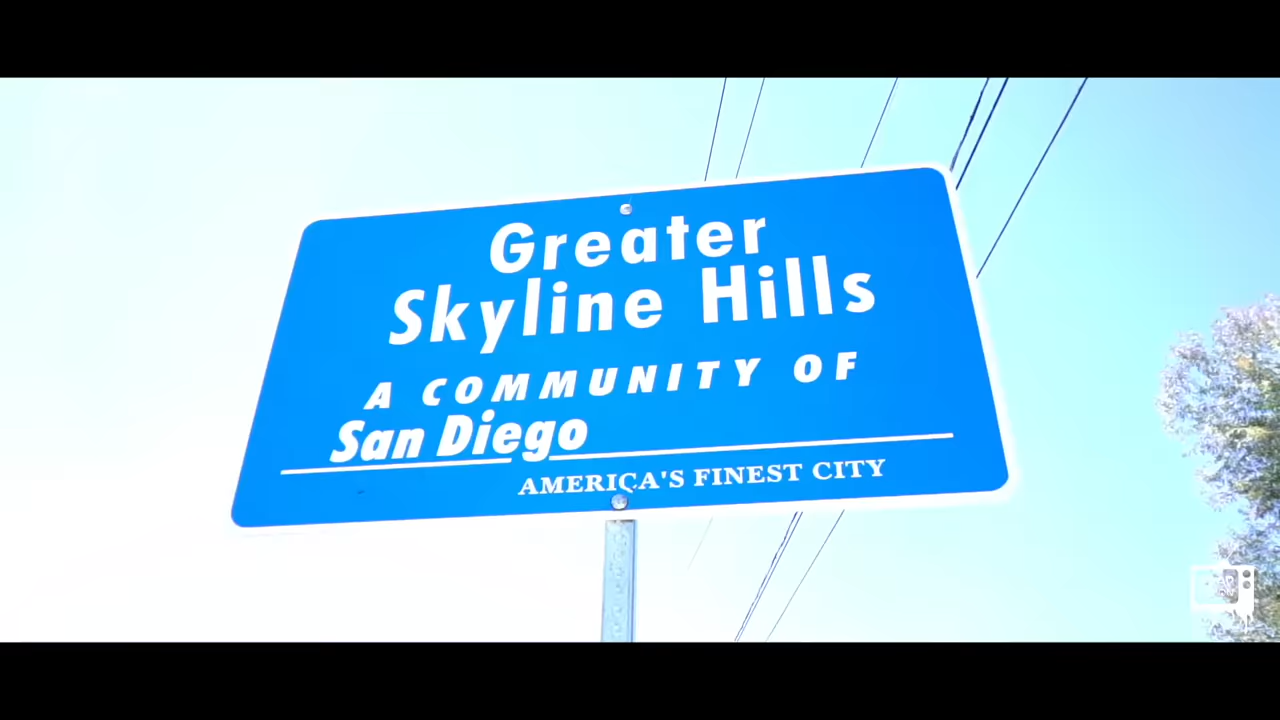 Greater
Skyline Hills
A COMMUNITY OF
San Diego
AMERICA'S FINEST CITY